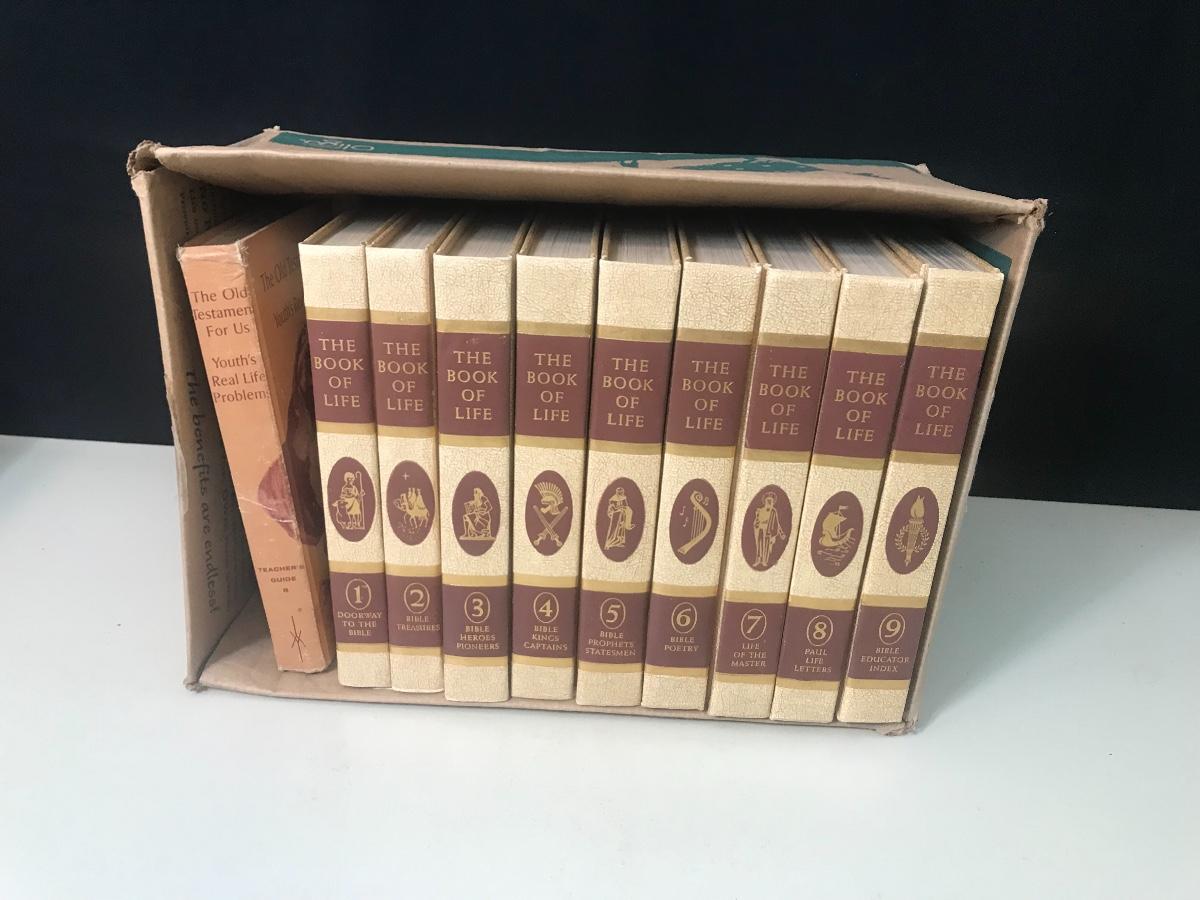 The Old
Testament
For Us
Youth's
Real Life
Problems
TEACHER'S
GUIDE
The Old
THE
BOOK
OF
LIFE
1
DOORWAY
TO THE
BIBLE
THE
BOOK
OF
LIFE
2
BIBLE
TREASURES
THE
BOOK
OF
LIFE
3
BIBLE
HEROES
PIONEERS
THE
BOOK
OF
LIFE
4
BIBLE
KINGS
CAPTAINS
THE
BOOK
OF
LIFE
5
BIBLE
PROPHETS
STATESMEN
THE
BOOK
OF
LIFE
6
BIBLE
POETRY
THE
BOOK
OF
LIFE
7
LIFE
OF THE
MASTER
THE
BOOK
OF
LIFE
8
PAUL
LIFE
LETTERS
THE
BOOK
OF
LIFE
9
BIBLE
EDUCATOR
INDEX
the benefits are endless!